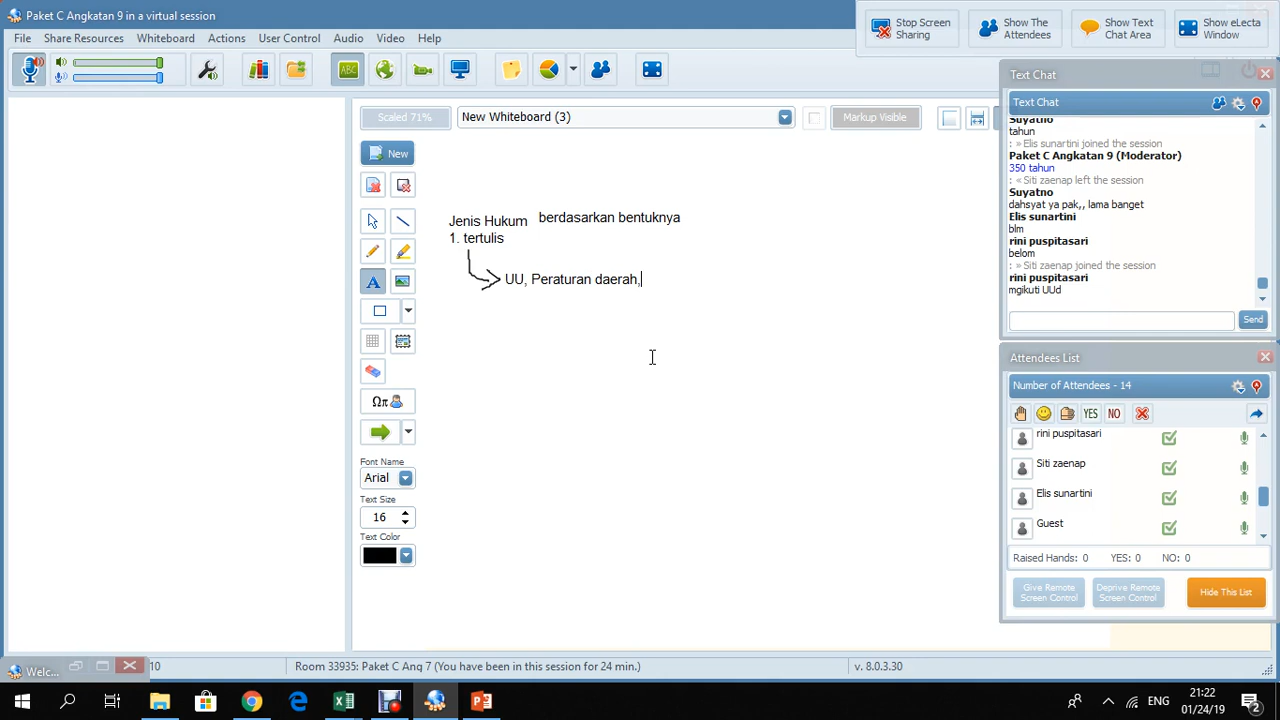 Paket C Angkatan 9 in a virtual session
File Share Resources Whiteboard Actions User Control Audio Video Help
Stop Screen Sharing
Show The Attendees
Show Text Chat Area
Show eLecta Window
ABC
Scaled 71%
New Whiteboard (3)
Markup Visible
New
Jenis Hukum berdasarkan bentuknya
1. tertulis
UU, Peraturan daerah,
A
Ωπ
Font Name
Arial
Text Size
16
Text Color
Text Chat
Text Chat
Suyatno
tahun
: » Elis sunartini joined the session
Paket C Angkatan 9 (Moderator)
350 tahun
: « Siti zaenap left the session
Suyatno
dahsyat ya pak,, lama banget
Elis sunartini
blm
rini puspitasari
belom
: » Siti zaenap joined the session
rini puspitasari
mgikuti UUd
Send
Attendees List
Number of Attendees - 14
YES NO
rini puspitasari
Siti zaenap
Elis sunartini
Guest
Raised Hands: 0 YES: 0 NO: 0
Give Remote Screen Control
Deprive Remote Screen Control
Hide This List
Welc...
10
Room 33935: Paket C Ang 7 (You have been in this session for 24 min.)
v. 8.0.3.30
ENG
21:22
01/24/19
2